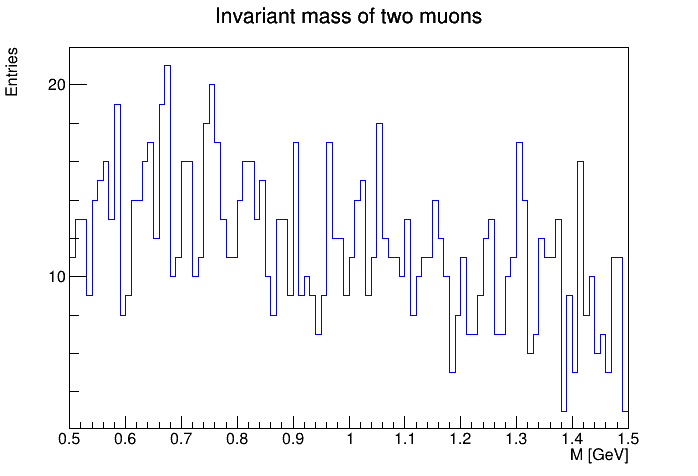 Invariant mass of two muons
Entries
20
10
0.5 0.6 0.7 0.8 0.9 1 1.1 1.2 1.3 1.4 1.5
M [GeV]